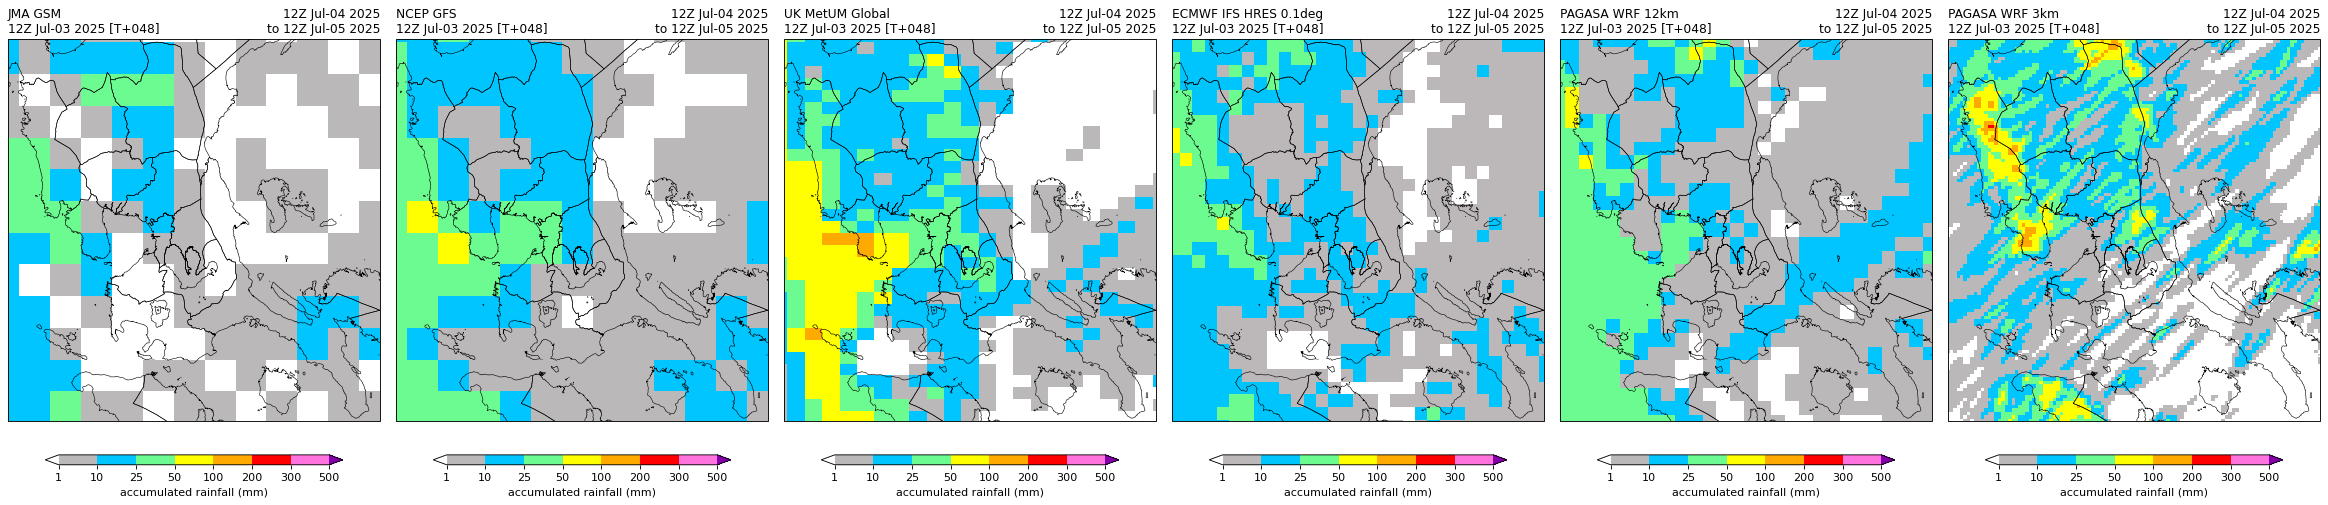 JMA GSM 12Z Jul-04 2025
12Z Jul-03 2025 [T+048] to 12Z Jul-05 2025
1 10 25 50 100 200 300 500
accumulated rainfall (mm)
NCEP GFS 12Z Jul-04 2025
12Z Jul-03 2025 [T+048] to 12Z Jul-05 2025
1 10 25 50 100 200 300 500
accumulated rainfall (mm)
UK MetUM Global 12Z Jul-04 2025
12Z Jul-03 2025 [T+048] to 12Z Jul-05 2025
1 10 25 50 100 200 300 500
accumulated rainfall (mm)
ECMWF IFS HRES 0.1deg 12Z Jul-04 2025
12Z Jul-03 2025 [T+048] to 12Z Jul-05 2025
1 10 25 50 100 200 300 500
accumulated rainfall (mm)
PAGASA WRF 12km 12Z Jul-04 2025
12Z Jul-03 2025 [T+048] to 12Z Jul-05 2025
1 10 25 50 100 200 300 500
accumulated rainfall (mm)
PAGASA WRF 3km 12Z Jul-04 2025
12Z Jul-03 2025 [T+048] to 12Z Jul-05 2025
1 10 25 50 100 200 300 500
accumulated rainfall (mm)